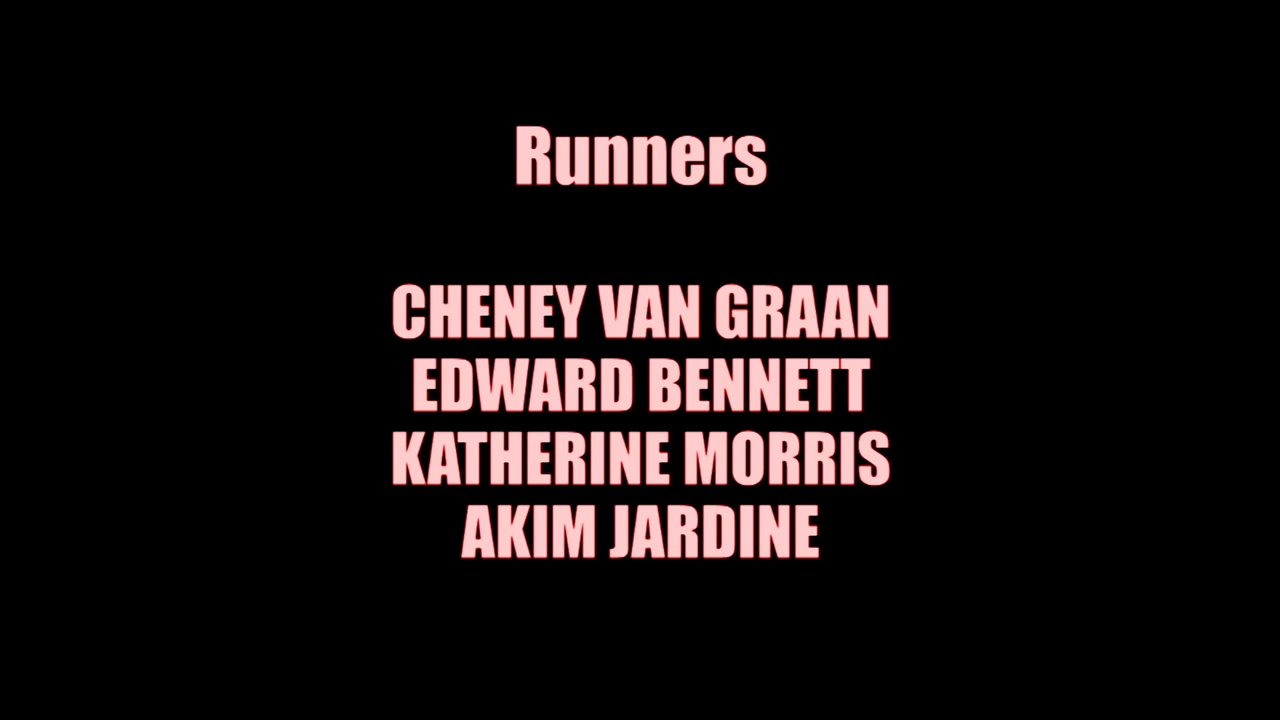 Runners
CHENEY VAN GRAAN
EDWARD BENNETT
KATHERINE MORRIS
AKIM JARDINE